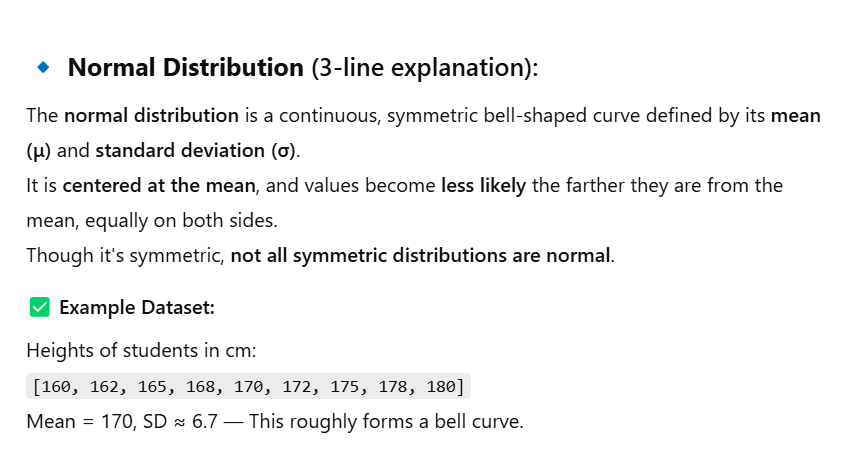 🔹 Normal Distribution (3-line explanation):
The normal distribution is a continuous, symmetric bell-shaped curve defined by its mean
(μ) and standard deviation (σ).
It is centered at the mean, and values become less likely the farther they are from the
mean, equally on both sides.
Though it's symmetric, not all symmetric distributions are normal.
✅ Example Dataset:
Heights of students in cm:
[160, 162, 165, 168, 170, 172, 175, 178, 180]
Mean = 170, SD ≈ 6.7 — This roughly forms a bell curve.